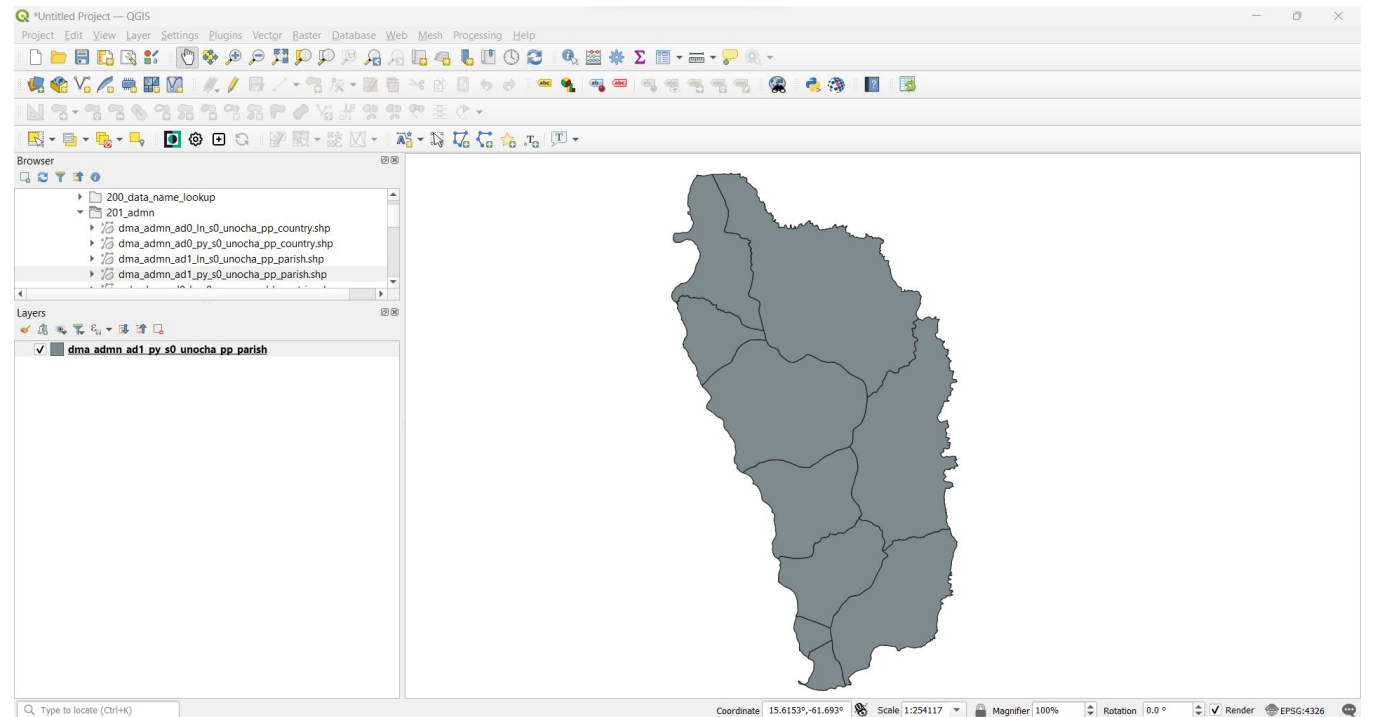 *Untitled Project — QGIS
Project Edit View Layer Settings Plugins Vector Raster Database Web Mesh Processing Help
Browser
200_data_name_lookup
201_admn
dma_admn_ad0_ln_s0_unocha_pp_country.shp
dma_admn_ad0_py_s0_unocha_pp_country.shp
dma_admn_ad1_ln_s0_unocha_pp_parish.shp
dma_admn_ad1_py_s0_unocha_pp_parish.shp
Layers
dma_admn_ad1_py_s0_unocha_pp_parish
Type to locate (Ctrl+K) Coordinate 15.6153°,-61.693° Scale 1:254117 Magnifier 100% Rotation 0.0 ° Render EPSG:4326